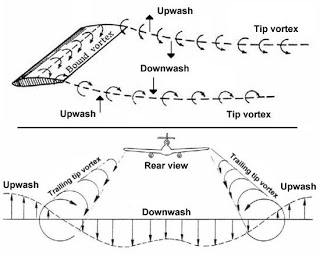 Upwash
Tip vortex
Bound vortex
Downwash
Upwash
Tip vortex
Rear view
Trailing tip vortex
Trailing tip vortex
Upwash
Upwash
Downwash